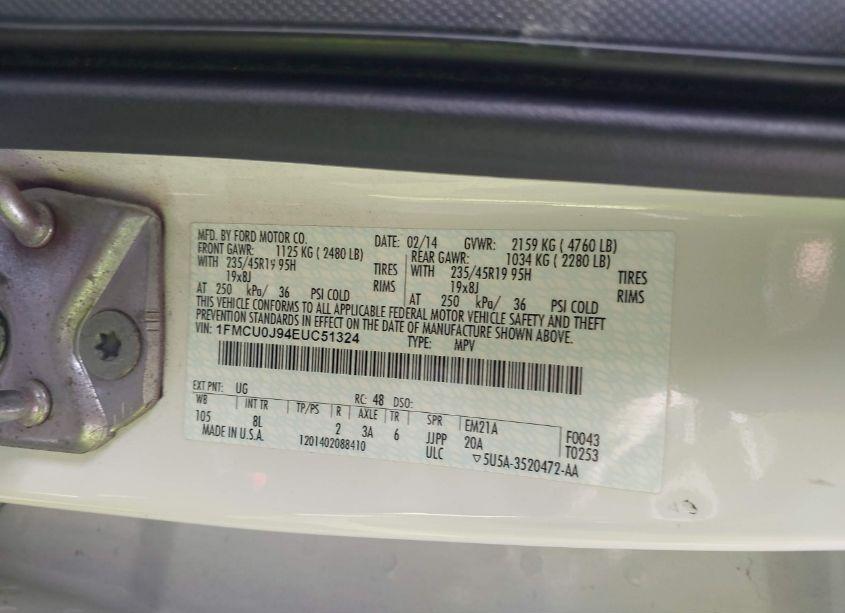 MFD. BY FORD MOTOR CO. DATE: 02/14 GVWR: 2159 KG ( 4760 LB)
FRONT GAWR: 1125 KG ( 2480 LB) REAR GAWR: 1034 KG ( 2280 LB)
WITH 235/45R19 95H TIRES WITH 235/45R19 95H TIRES
19x8J RIMS 19x8J RIMS
AT 250 kPa/ 36 PSI COLD AT 250 kPa/ 36 PSI COLD
THIS VEHICLE CONFORMS TO ALL APPLICABLE FEDERAL MOTOR VEHICLE SAFETY AND THEFT
PREVENTION STANDARDS IN EFFECT ON THE DATE OF MANUFACTURE SHOWN ABOVE.
VIN: 1FMCU0J94EUC51324 TYPE: MPV
EXT PNT: UG RC: 48 DSO:
WB INT TR TP/PS R AXLE TR SPR EM21A F0043
105 8L 2 3A 6 JJPP 20A T0253
MADE IN U.S.A. 1201402088410 ULC ▽5U5A-3520472-AA